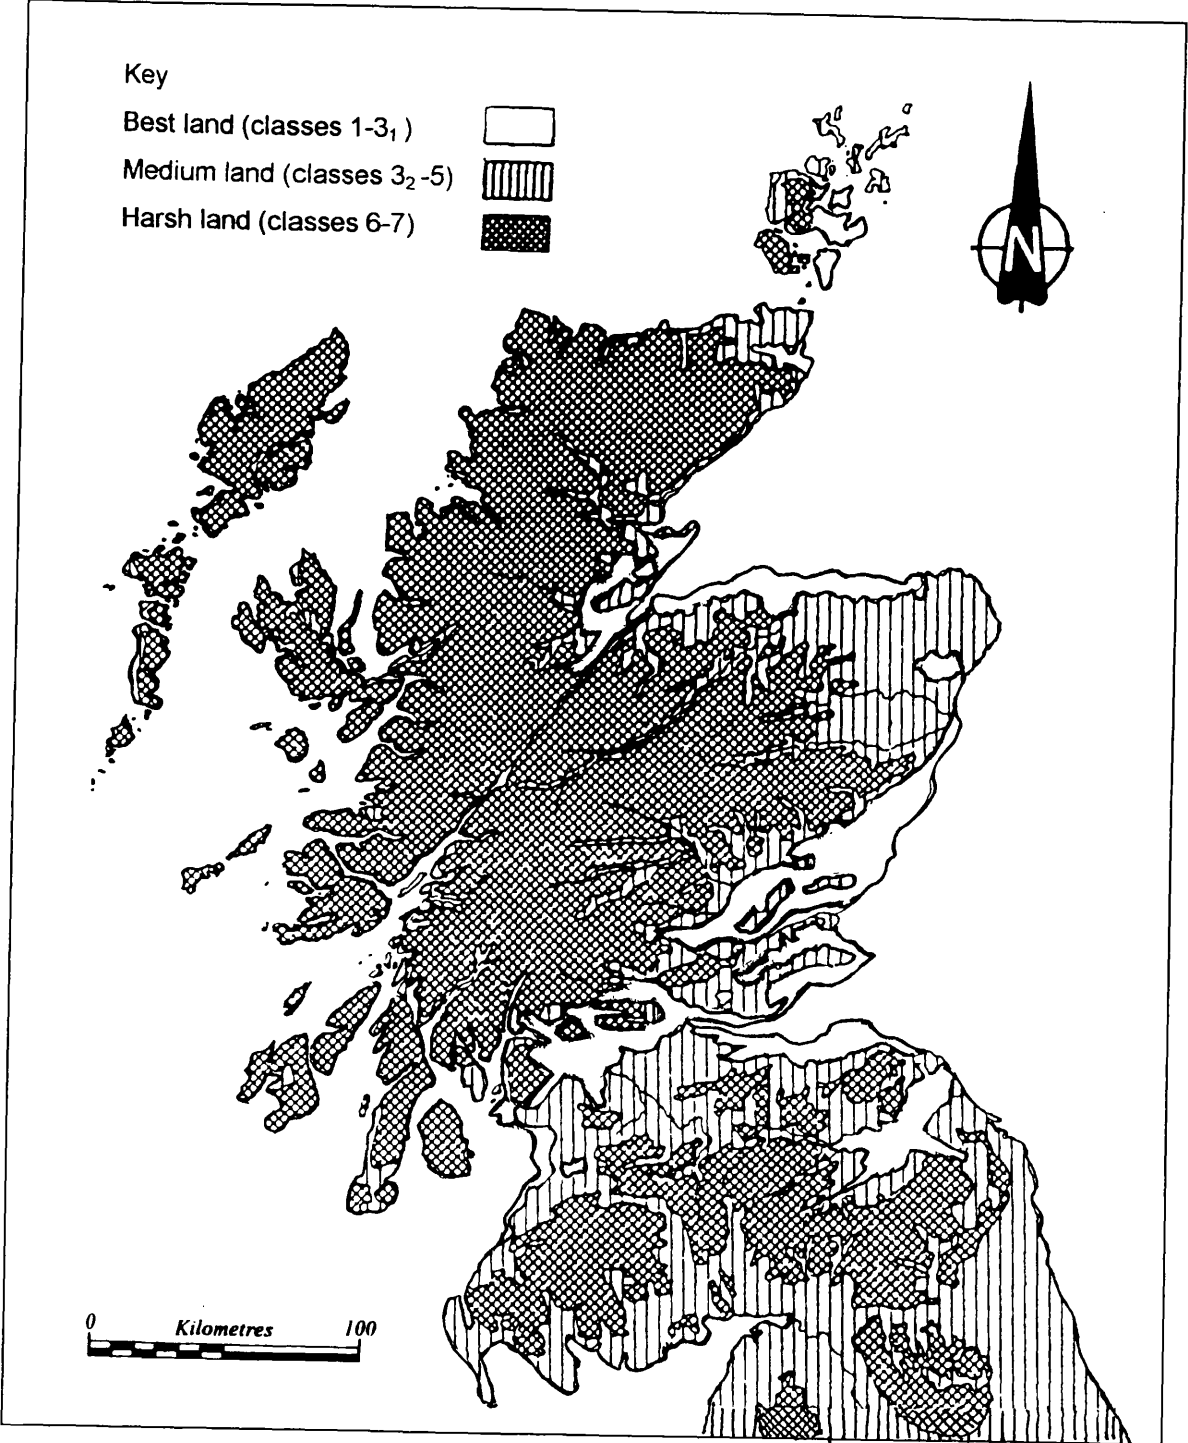 Key
Best land (classes 1-3₁ )
Medium land (classes 3₂ -5)
Harsh land (classes 6-7)
N
0 Kilometres 100